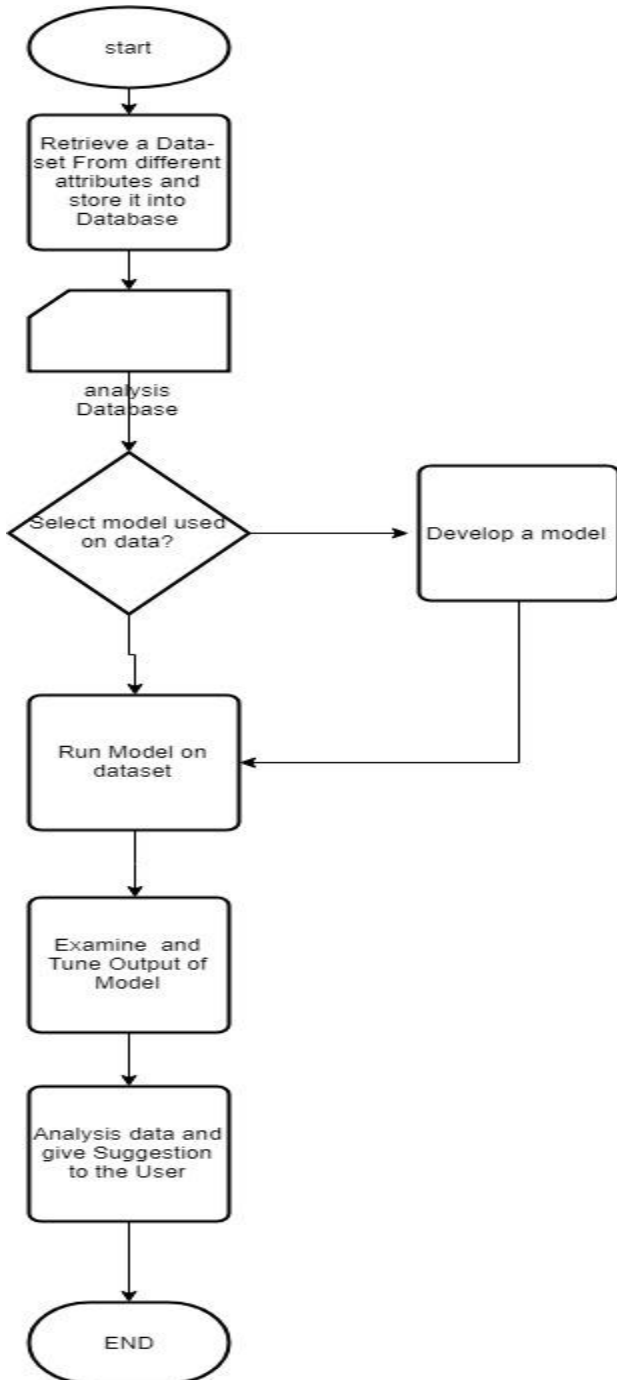 start
Retrieve a Data-
set From different
attributes and
store it into
Database
analysis
Database
Select model used
on data?
Develop a model
Run Model on
dataset
Examine and
Tune Output of
Model
Analysis data and
give Suggestion
to the User
END